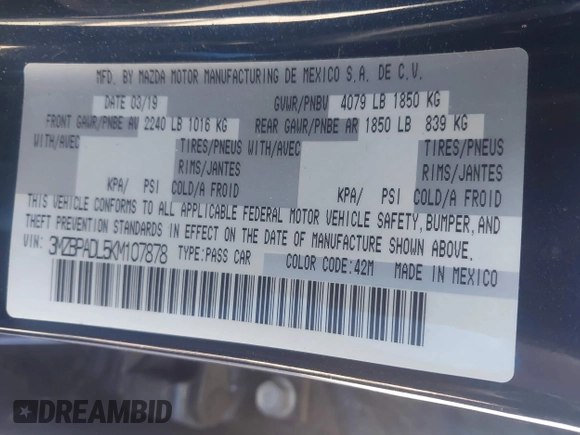 MFD. BY MAZDA MOTOR MANUFACTURING DE MEXICO S.A. DE C.V.
DATE 03/19 GVWR/PNBV 4079 LB 1850 KG
FRONT GAWR/PNBE AV 2240 LB 1016 KG REAR GAWR/PNBE AR 1850 LB 839 KG
WITH/AVEC TIRES/PNEUS WITH/AVEC TIRES/PNEUS
RIMS/JANTES RIMS/JANTES
KPA/ PSI COLD/A FROID KPA/ PSI COLD/A FROID
THIS VEHICLE CONFORMS TO ALL APPLICABLE FEDERAL MOTOR VEHICLE SAFETY, BUMPER, AND
THEFT PREVENTION STANDARDS IN EFFECT ON THE DATE OF MANUFACTURE SHOWN ABOVE.
VIN: 3MZBPADL5KM107878 TYPE:PASS CAR COLOR CODE:42M MADE IN MEXICO
DREAMBID